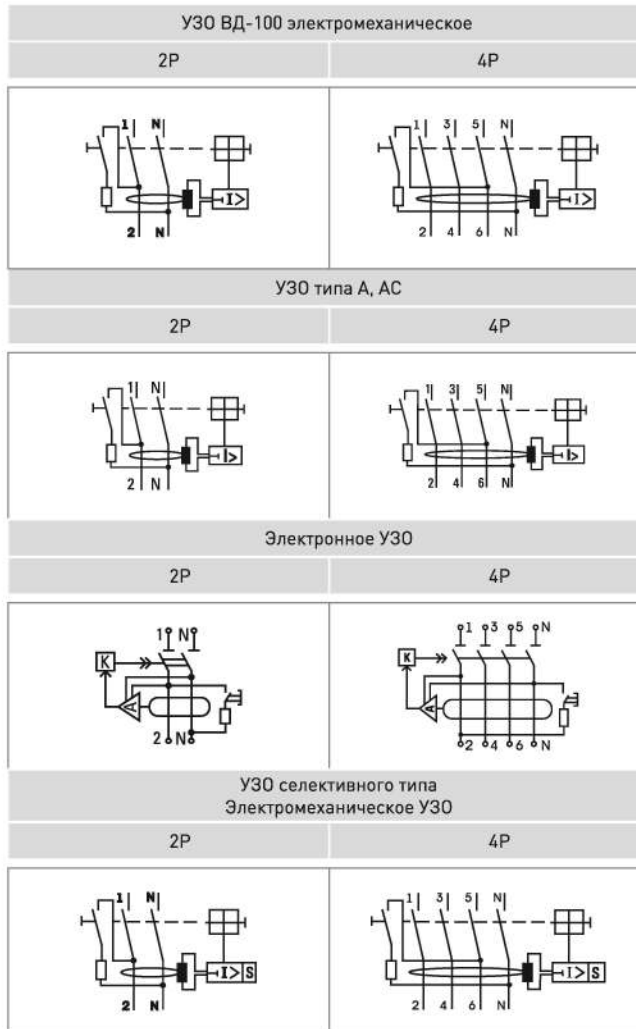 УЗО ВД-100 электромеханическое
2P 4P
1 N
I>
2 N
1 3 5 N
I>
2 4 6 N
УЗО типа А, АС
2P 4P
1 N
I>
2 N
1 3 5 N
I>
2 4 6 N
Электронное УЗО
2P 4P
1 N
K
A
2 N
1 3 5 N
K
A
2 4 6 N
УЗО селективного типа
Электромеханическое УЗО
2P 4P
1 N
I> S
2 N
1 3 5 N
I> S
2 4 6 N